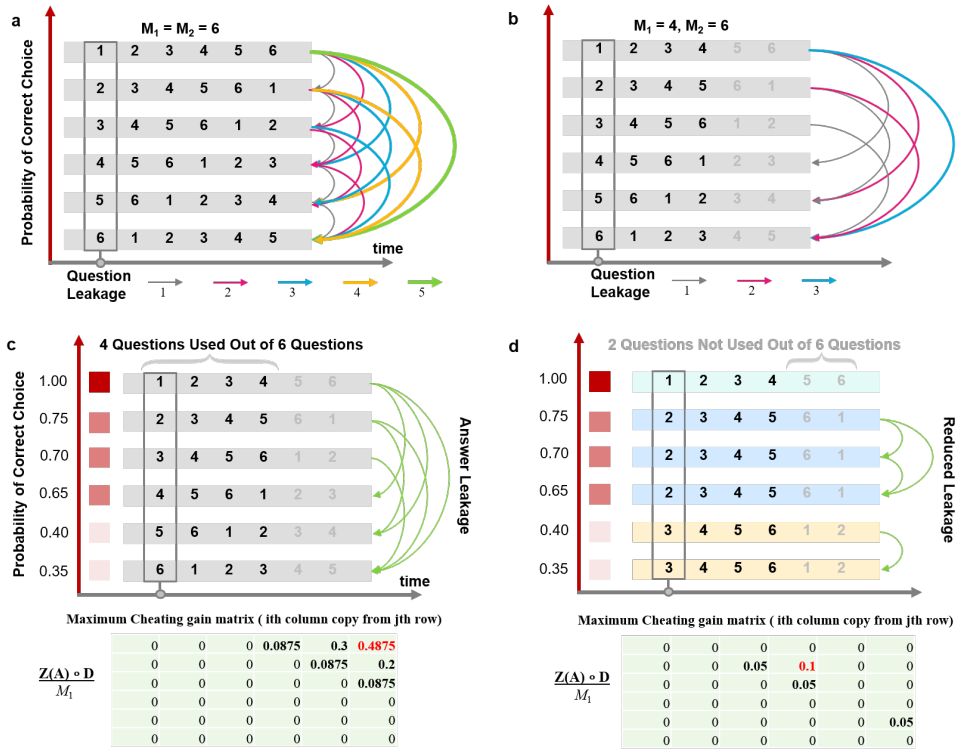 a
M1 = M2 = 6
Probability of Correct Choice
1 2 3 4 5 6
2 3 4 5 6 1
3 4 5 6 1 2
4 5 6 1 2 3
5 6 1 2 3 4
6 1 2 3 4 5
time
Question
Leakage
1 2 3 4 5
b
M1 = 4, M2 = 6
1 2 3 4 5 6
2 3 4 5 6 1
3 4 5 6 1 2
4 5 6 1 2 3
5 6 1 2 3 4
6 1 2 3 4 5
Question
Leakage
1 2 3
c
4 Questions Used Out of 6 Questions
Probability of Correct Choice
1.00 1 2 3 4 5 6
0.75 2 3 4 5 6 1
0.70 3 4 5 6 1 2
0.65 4 5 6 1 2 3
0.40 5 6 1 2 3 4
0.35 6 1 2 3 4 5
Answer Leakage
time
d
2 Questions Not Used Out of 6 Questions
1.00 1 2 3 4 5 6
0.75 2 3 4 5 6 1
0.70 2 3 4 5 6 1
0.65 2 3 4 5 6 1
0.40 3 4 5 6 1 2
0.35 3 4 5 6 1 2
Reduced Leakage
Maximum Cheating gain matrix ( ith column copy from jth row)
Z(A) ∘ D
M1
0 0 0 0.0875 0.3 0.4875
0 0 0 0 0.0875 0.2
0 0 0 0 0 0.0875
0 0 0 0 0 0
0 0 0 0 0 0
0 0 0 0 0 0
Maximum Cheating gain matrix ( ith column copy from jth row)
Z(A) ∘ D
M1
0 0 0 0 0 0
0 0 0.05 0.1 0 0
0 0 0 0.05 0 0
0 0 0 0 0 0
0 0 0 0 0 0.05
0 0 0 0 0 0